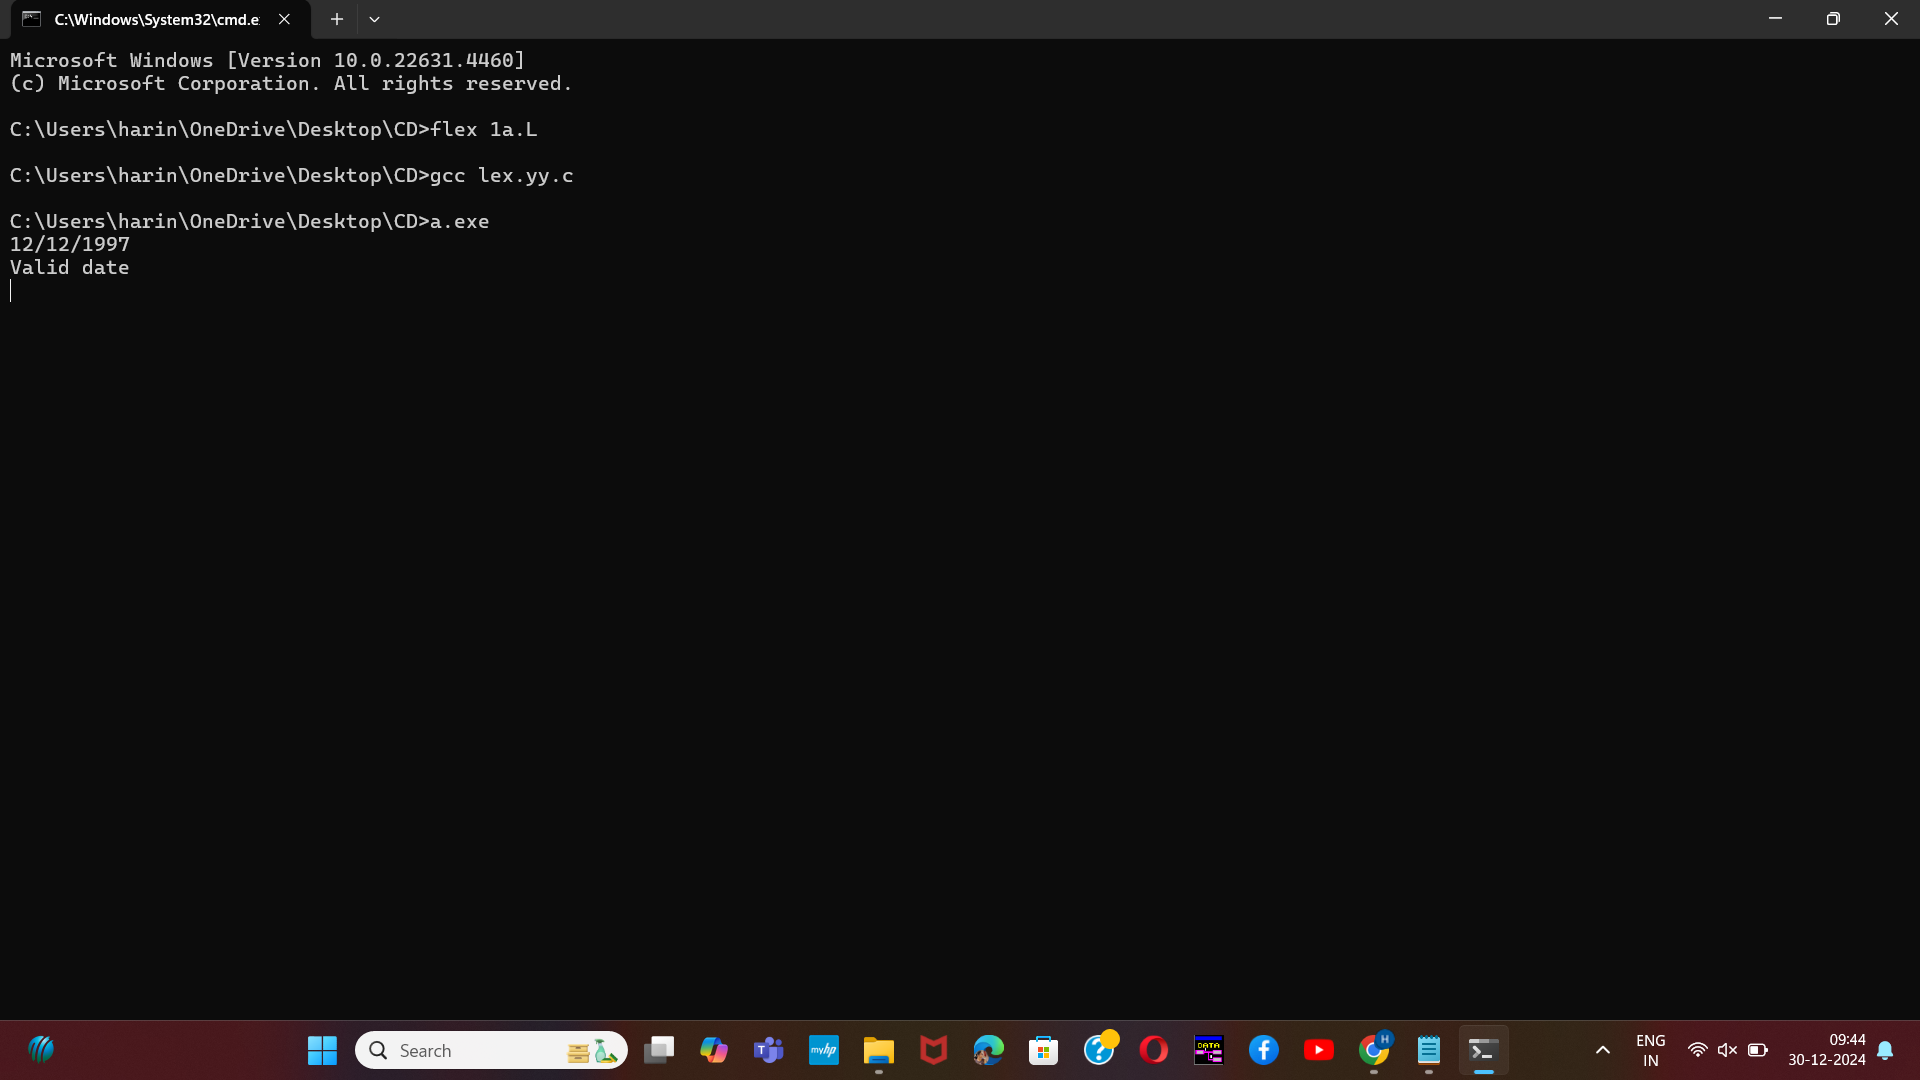 C:\Windows\System32\cmd.e
Microsoft Windows [Version 10.0.22631.4460]
(c) Microsoft Corporation. All rights reserved.
C:\Users\harin\OneDrive\Desktop\CD>flex 1a.L
C:\Users\harin\OneDrive\Desktop\CD>gcc lex.yy.c
C:\Users\harin\OneDrive\Desktop\CD>a.exe
12/12/1997
Valid date
Search
T
myhp
DATA
H
ENG
IN
09:44
30-12-2024